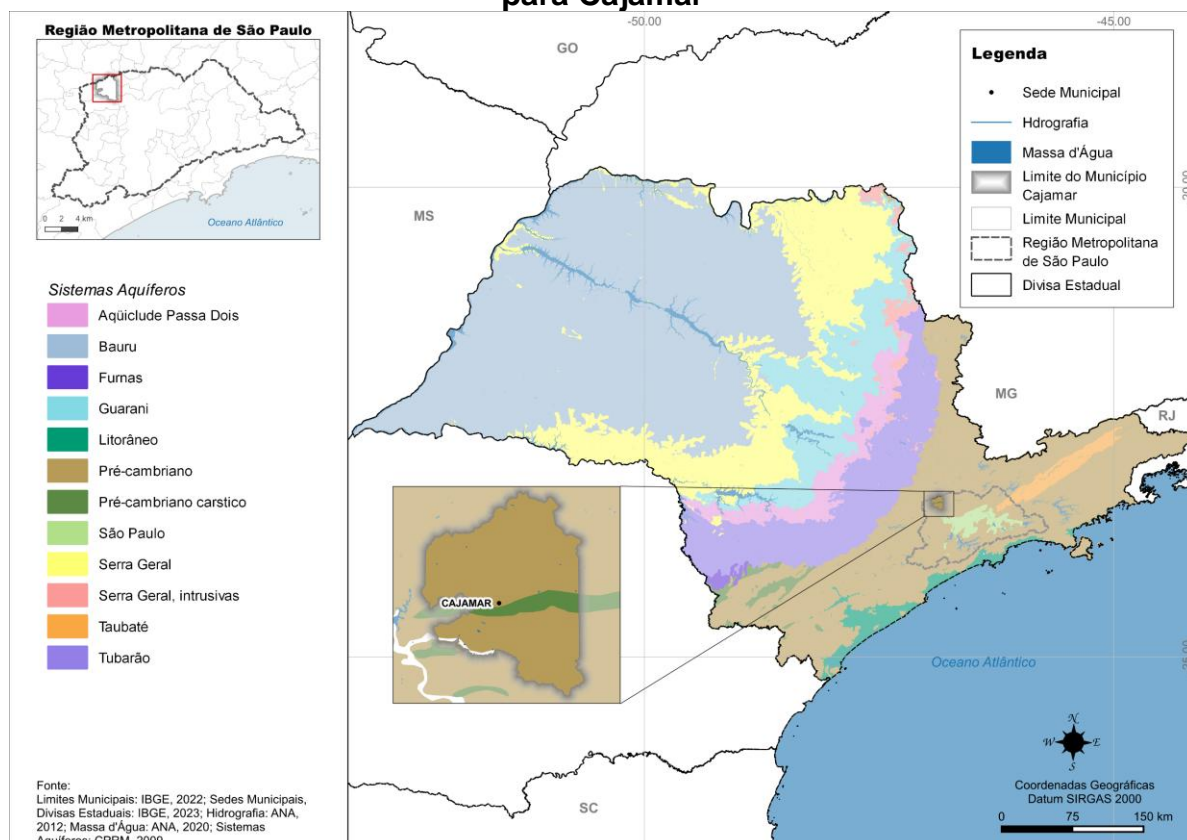 para Cajamar
Região Metropolitana de São Paulo
0 2 4 km
Oceano Atlântico
Sistemas Aquíferos
Aqüiclude Passa Dois
Bauru
Furnas
Guarani
Litorâneo
Pré-cambriano
Pré-cambriano carstico
São Paulo
Serra Geral
Serra Geral, intrusivas
Taubaté
Tubarão
Fonte:
Limites Municipais: IBGE, 2022; Sedes Municipais,
Divisas Estaduais: IBGE, 2023; Hidrografia: ANA,
2012; Massa d'Água: ANA, 2020; Sistemas
Aquíferos: CPRM, 2009
-50.00
-45.00
GO
MS
MG
RJ
SC
CAJAMAR
Oceano Atlântico
Legenda
Sede Municipal
Hdrografia
Massa d'Água
Limite do Município
Cajamar
Limite Municipal
Região Metropolitana
de São Paulo
Divisa Estadual
N
W E
S
Coordenadas Geográficas
Datum SIRGAS 2000
0 75 150 km